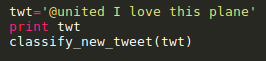 twt='@united I love this plane'
print twt
classify_new_tweet(twt)